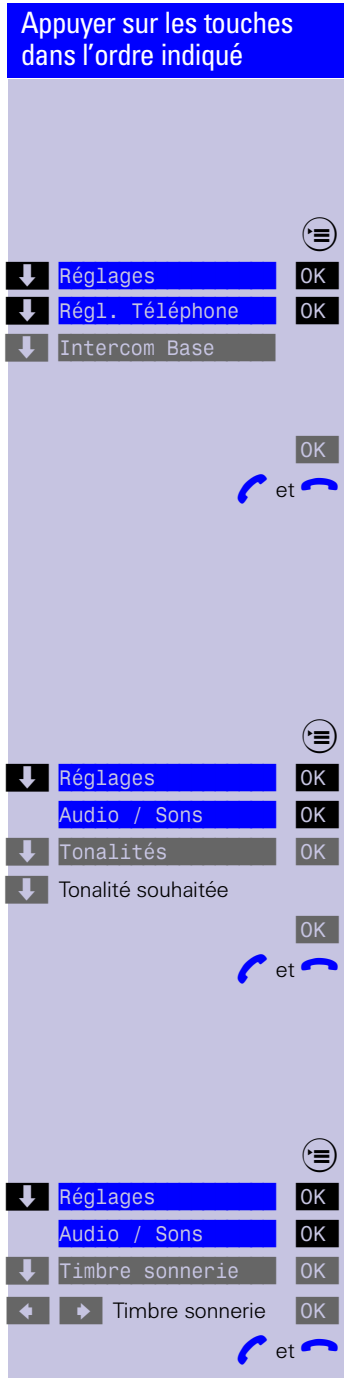 Appuyer sur les touches
dans l’ordre indiqué
Réglages OK
Régl. Téléphone OK
Intercom Base
OK
et
Réglages OK
Audio / Sons OK
Tonalités OK
Tonalité souhaitée
OK
et
Réglages OK
Audio / Sons OK
Timbre sonnerie OK
Timbre sonnerie OK
et